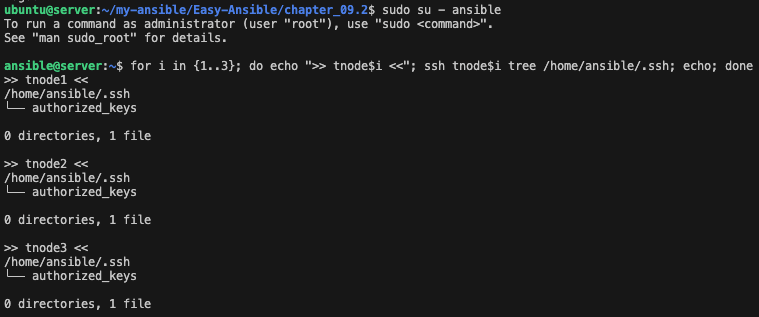 ubuntu@server:~/my-ansible/Easy-Ansible/chapter_09.2$ sudo su - ansible
To run a command as administrator (user "root"), use "sudo <command>".
See "man sudo_root" for details.

ansible@server:~$ for i in {1..3}; do echo ">> tnode$i <<"; ssh tnode$i tree /home/ansible/.ssh; echo; done
>> tnode1 <<
/home/ansible/.ssh
└── authorized_keys

0 directories, 1 file

>> tnode2 <<
/home/ansible/.ssh
└── authorized_keys

0 directories, 1 file

>> tnode3 <<
/home/ansible/.ssh
└── authorized_keys

0 directories, 1 file